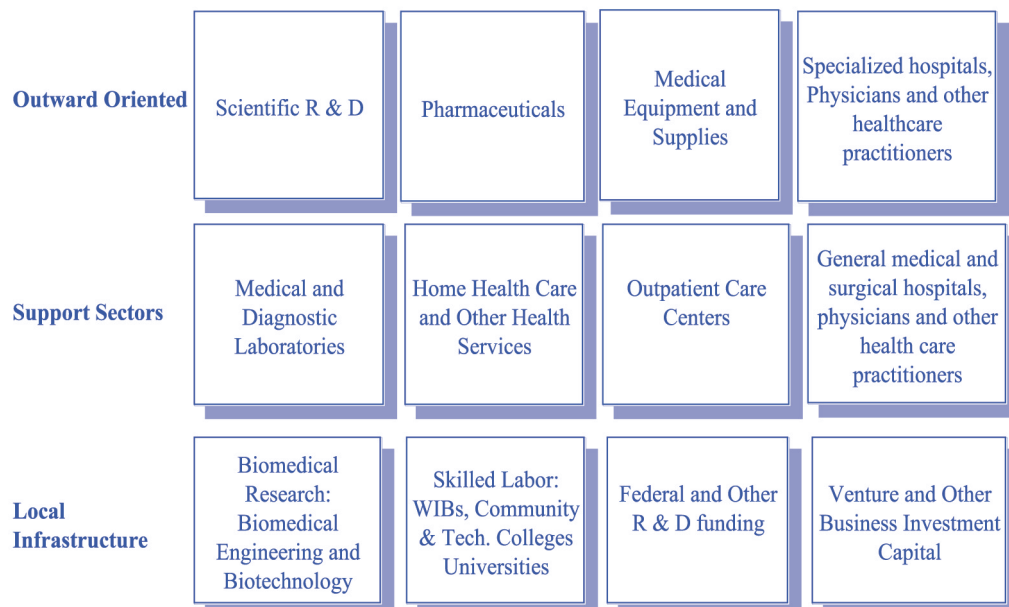 Outward Oriented
Scientific R & D
Pharmaceuticals
Medical
Equipment and
Supplies
Specialized hospitals,
Physicians and other
healthcare
practitioners
Support Sectors
Medical and
Diagnostic
Laboratories
Home Health Care
and Other Health
Services
Outpatient Care
Centers
General medical and
surgical hospitals,
physicians and other
health care
practitioners
Local
Infrastructure
Biomedical
Research:
Biomedical
Engineering and
Biotechnology
Skilled Labor:
WIBs, Community
& Tech. Colleges
Universities
Federal and Other
R & D funding
Venture and Other
Business Investment
Capital